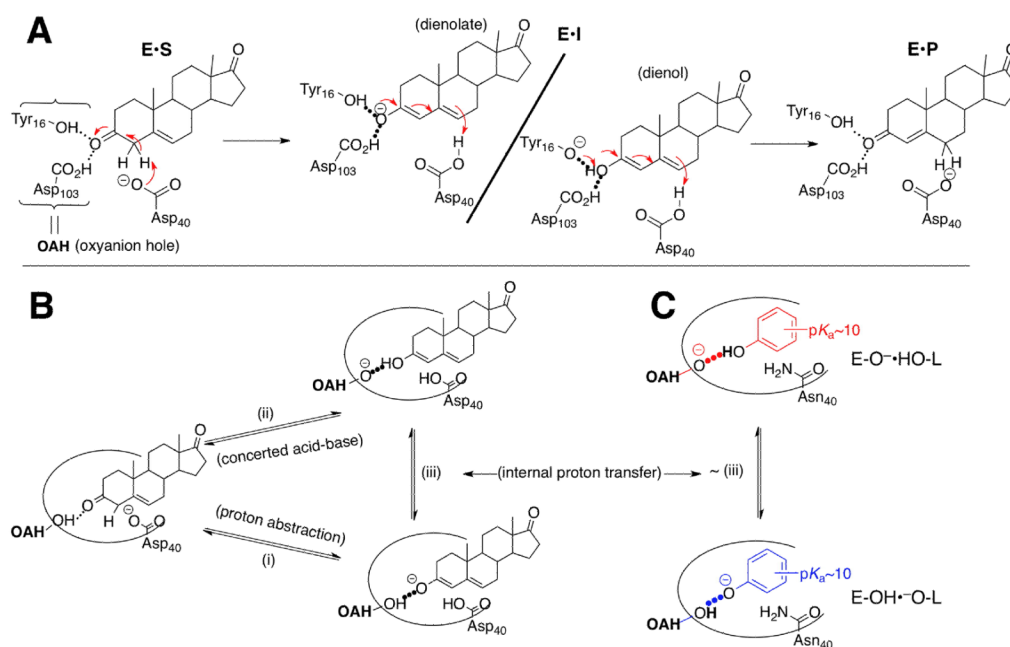 A
E•S
(dienolate)
E•I
E•P
O
O
O
O
(dienol)
Tyr16
OH
O
H H
CO2H
Asp103
O
O
⊖
Asp40
OAH (oxyanion hole)
Tyr16
OH
⊖
O
CO2H
Asp103
H
O
O
Asp40
Tyr16
O
⊖
HO
CO2H
Asp103
H
O
O
Asp40
Tyr16
OH
O
CO2H
Asp103
H H
O
⊖
O
Asp40
B
O
⊖
OAH
O
HO
HO
O
Asp40
(ii)
(concerted acid-base)
O
O
OH
OAH
H
⊖
O
O
Asp40
(proton abstraction)
(i)
(iii)
(internal proton transfer)
~ (iii)
O
⊖
O
OH
OAH
HO
O
Asp40
C
pKa~10
⊖
HO
O
OAH
H2N
O
Asn40
E-O−•HO-L
pKa~10
⊖
O
OH
OAH
H2N
O
Asn40
E-OH•−O-L